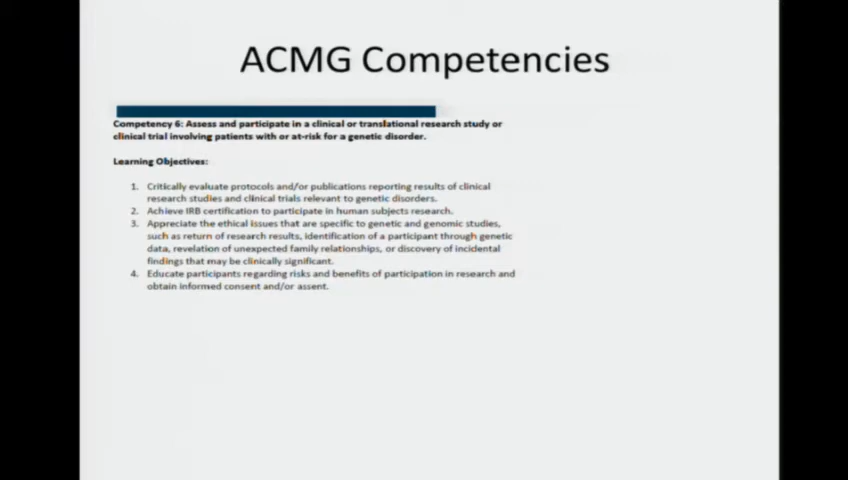 ACMG Competencies
Competency 6: Assess and participate in a clinical or translational research study or
clinical trial involving patients with or at-risk for a genetic disorder.
Learning Objectives:
1. Critically evaluate protocols and/or publications reporting results of clinical
research studies and clinical trials relevant to genetic disorders.
2. Achieve IRB certification to participate in human subjects research.
3. Appreciate the ethical issues that are specific to genetic and genomic studies,
such as return of research results, identification of a participant through genetic
data, revelation of unexpected family relationships, or discovery of incidental
findings that may be clinically significant.
4. Educate participants regarding risks and benefits of participation in research and
obtain informed consent and/or assent.